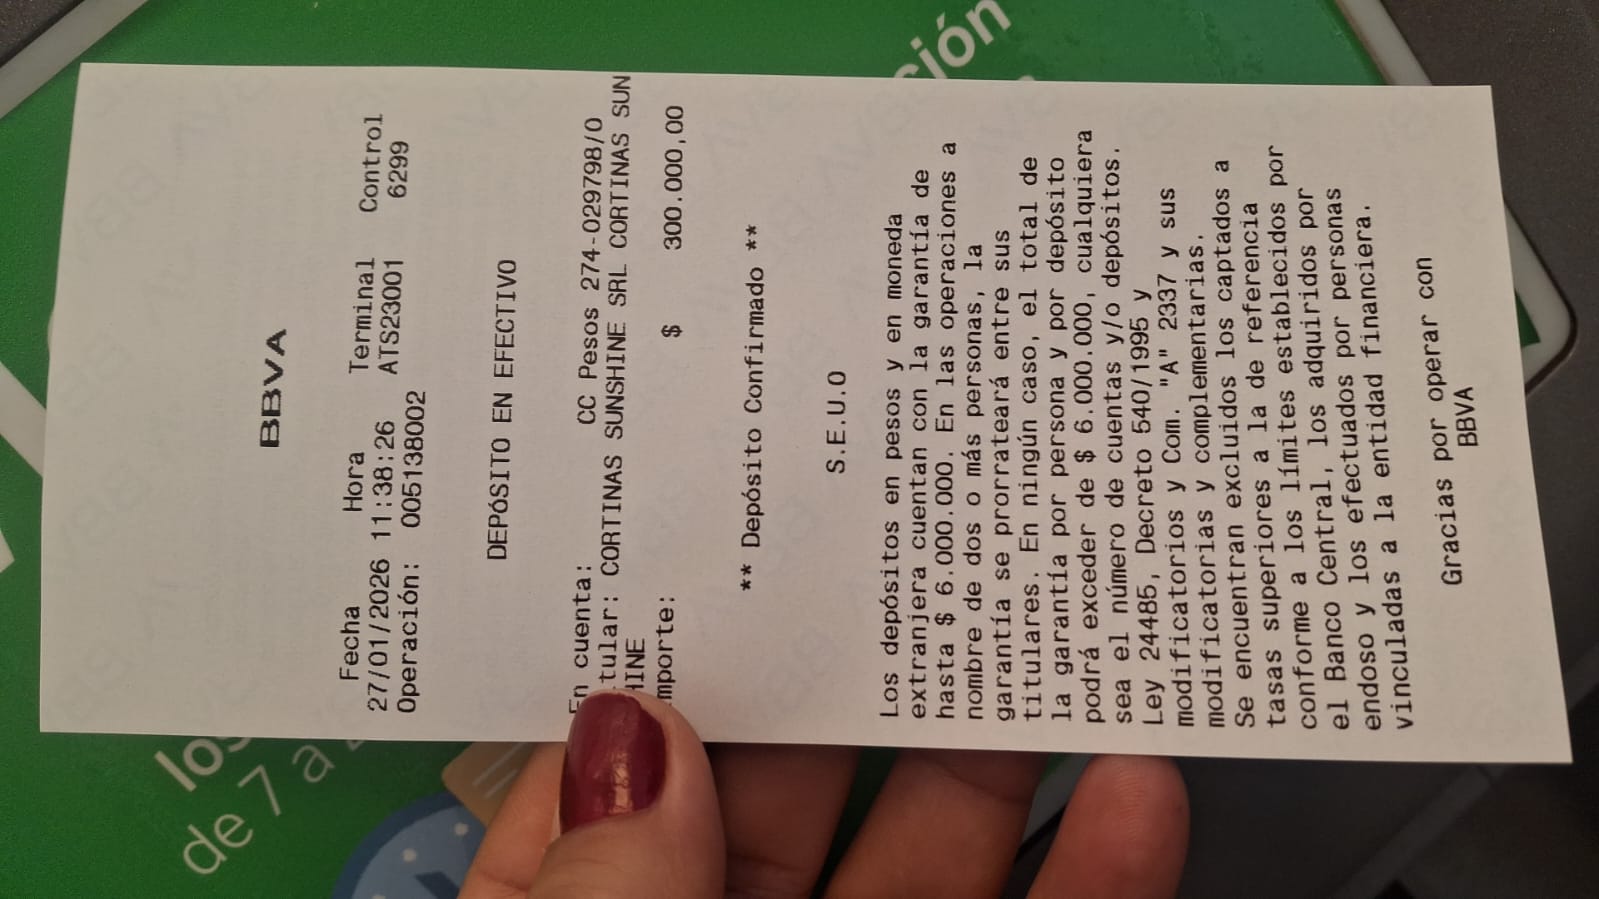 BBVA
Fecha Hora Terminal Control
27/01/2026 11:38:26 ATS23001 6299
Operación: 005138002
DEPÓSITO EN EFECTIVO
En cuenta: CC Pesos 274-029798/0
tular: CORTINAS SUNSHINE SRL CORTINAS SUN
HINE
mporte: $ 300.000,00
** Depósito Confirmado **
S.E.U.O
Los depósitos en pesos y en moneda
extranjera cuentan con la garantía de
hasta $ 6.000.000. En las operaciones a
nombre de dos o más personas, la
garantía se prorrateará entre sus
titulares. En ningún caso, el total de
la garantía por persona y por depósito
podrá exceder de $ 6.000.000, cualquiera
sea el número de cuentas y/o depósitos.
Ley 24485, Decreto 540/1995 y
modificatorios y Com. "A" 2337 y sus
modificatorias y complementarias.
Se encuentran excluidos los captados a
tasas superiores a la de referencia
conforme a los límites establecidos por
el Banco Central, los adquiridos por
endoso y los efectuados por personas
vinculadas a la entidad financiera.
Gracias por operar con
BBVA
ción
los
de 7 a